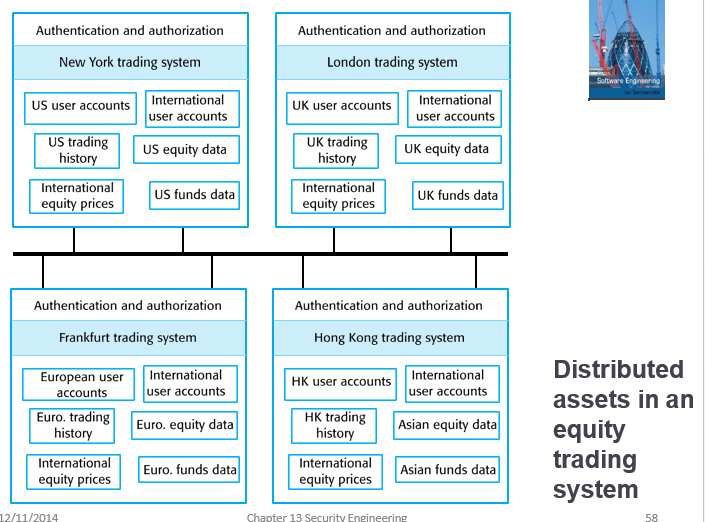 Authentication and authorization
New York trading system
US user accounts
International
user accounts
US trading
history
US equity data
International
equity prices
US funds data
Authentication and authorization
London trading system
UK user accounts
International
user accounts
UK trading
history
UK equity data
International
equity prices
UK funds data
Software Engineering
Authentication and authorization
Frankfurt trading system
European user
accounts
International
user accounts
Euro. trading
history
Euro. equity data
International
equity prices
Euro. funds data
Authentication and authorization
Hong Kong trading system
HK user accounts
International
user accounts
HK trading
history
Asian equity data
International
equity prices
Asian funds data
Distributed
assets in an
equity
trading
system
12/11/2014
Chapter 13 Security Engineering
58